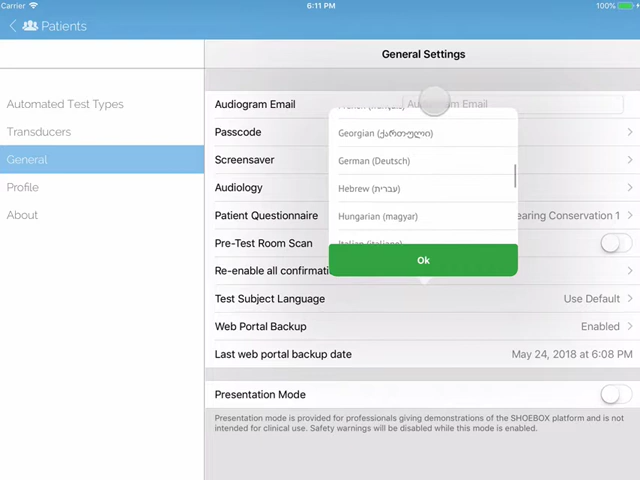 Carrier
6:11 PM
100%
Patients
General Settings
Automated Test Types
Transducers
General
Profile
About
Audiogram Email
Email
Passcode
Screensaver
Audiology
Patient Questionnaire
earing Conservation 1
Pre-Test Room Scan
Re-enable all confirmati
Test Subject Language
Use Default
Web Portal Backup
Enabled
Last web portal backup date
May 24, 2018 at 6:08 PM
Georgian (ქართული)
German (Deutsch)
Hebrew (עברית)
Hungarian (magyar)
Italian (italiano)
Ok
Presentation Mode
Presentation mode is provided for professionals giving demonstrations of the SHOEBOX platform and is not
intended for clinical use. Safety warnings will be disabled while this mode is enabled.